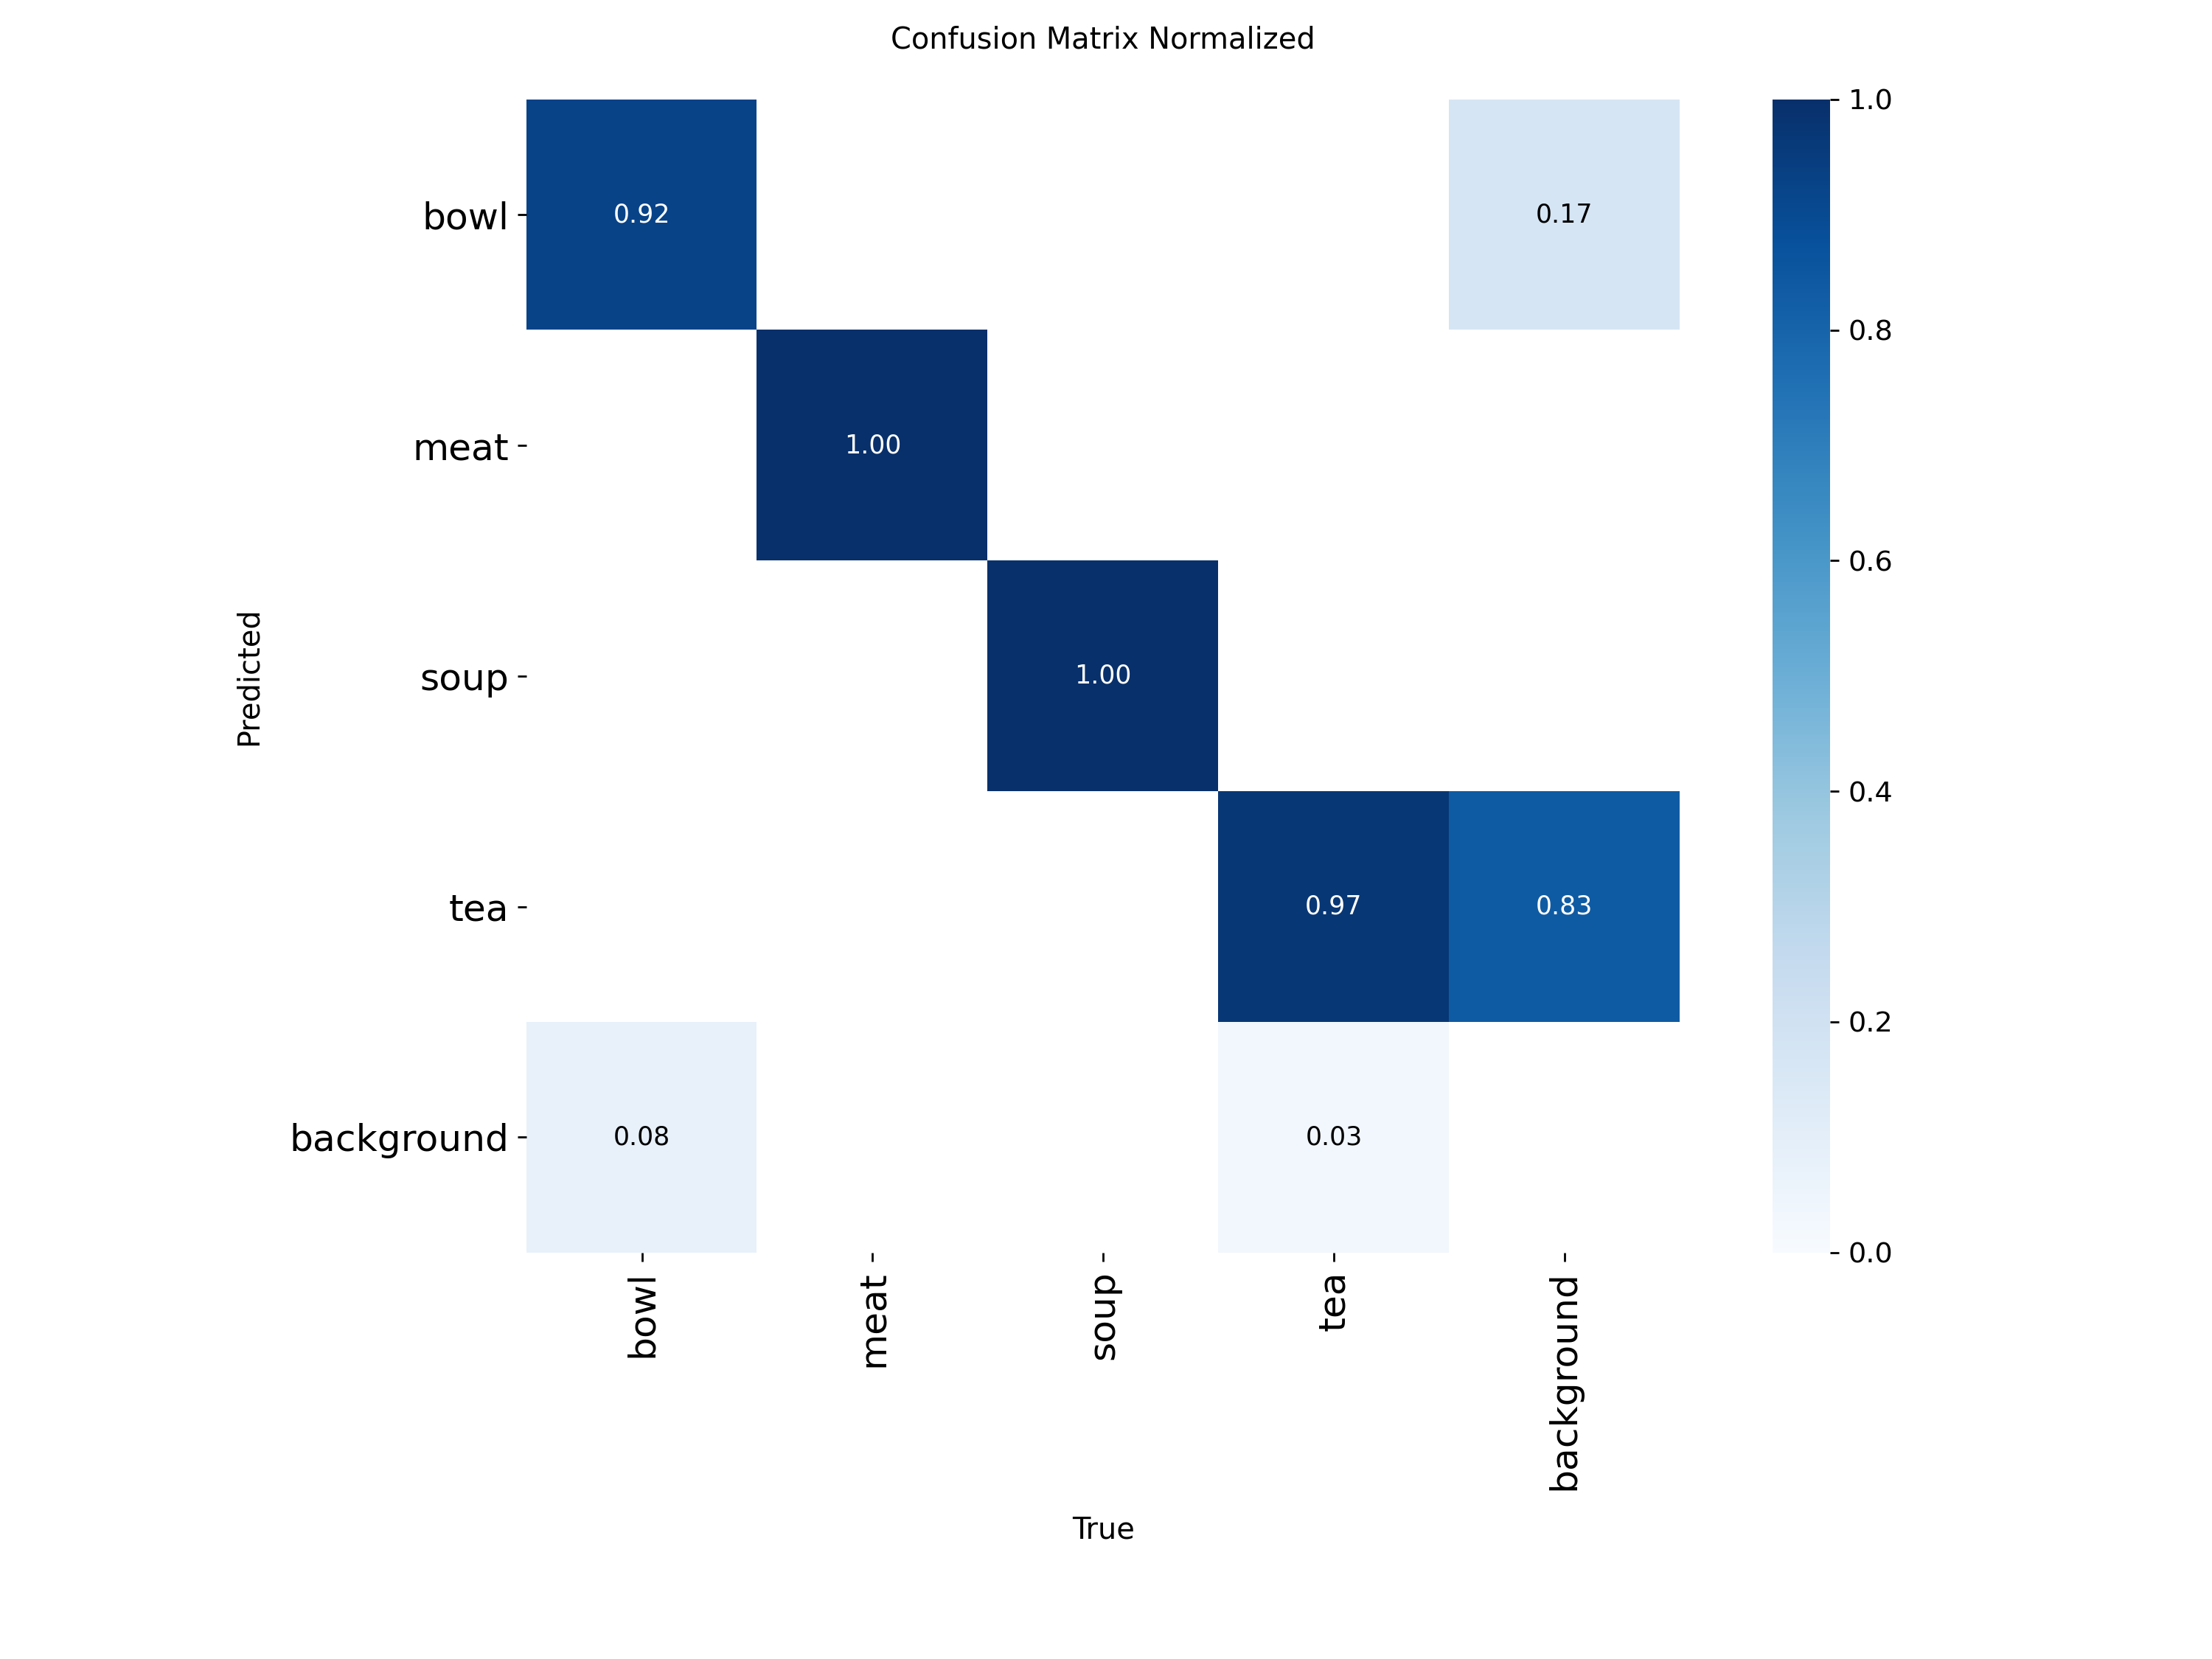 Confusion Matrix Normalized
bowl
meat
soup
tea
background
Predicted
0.92
0.17
1.00
1.00
0.97
0.83
0.08
0.03
1.0
0.8
0.6
0.4
0.2
0.0
bowl
meat
soup
tea
background
True